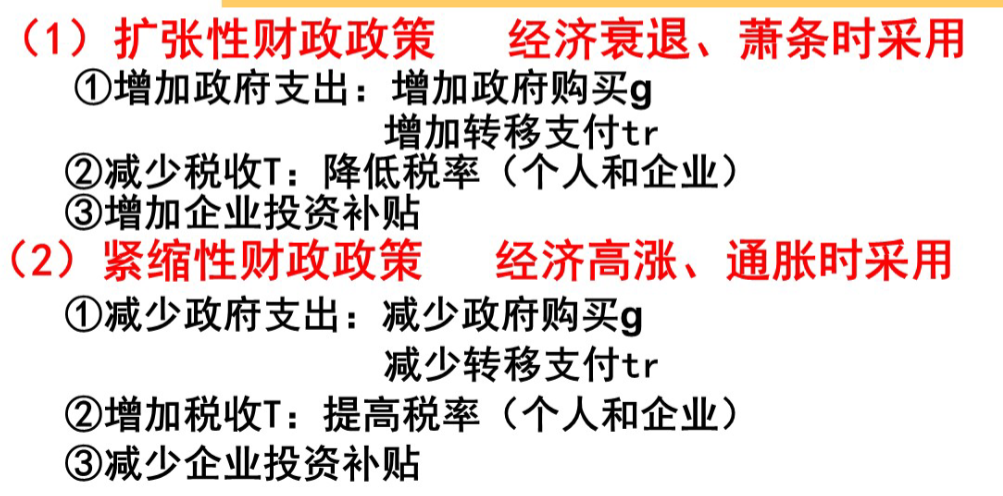 （1）扩张性财政政策 经济衰退、萧条时采用
①增加政府支出：增加政府购买g
增加转移支付tr
②减少税收T：降低税率（个人和企业）
③增加企业投资补贴
（2）紧缩性财政政策 经济高涨、通胀时采用
①减少政府支出：减少政府购买g
减少转移支付tr
②增加税收T：提高税率（个人和企业）
③减少企业投资补贴